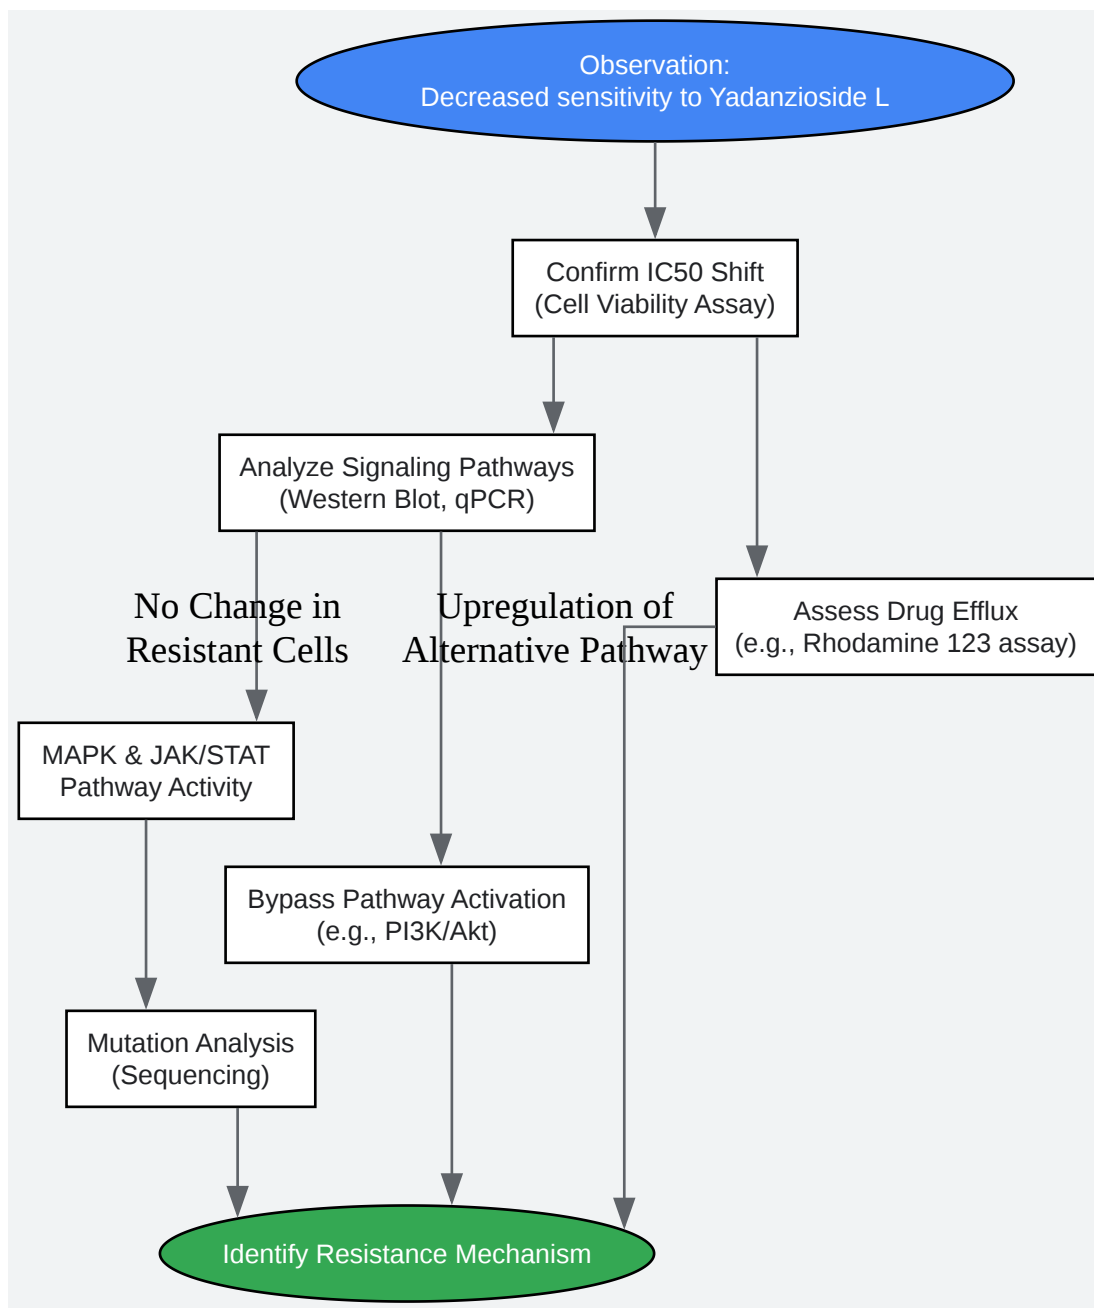 Observation:
Decreased sensitivity to Yadanzioside L
Confirm IC50 Shift
(Cell Viability Assay)
Analyze Signaling Pathways
(Western Blot, qPCR)
No Change in
Resistant Cells
Upregulation of
Alternative Pathway
Assess Drug Efflux
(e.g., Rhodamine 123 assay)
MAPK & JAK/STAT
Pathway Activity
Bypass Pathway Activation
(e.g., PI3K/Akt)
Mutation Analysis
(Sequencing)
Identify Resistance Mechanism